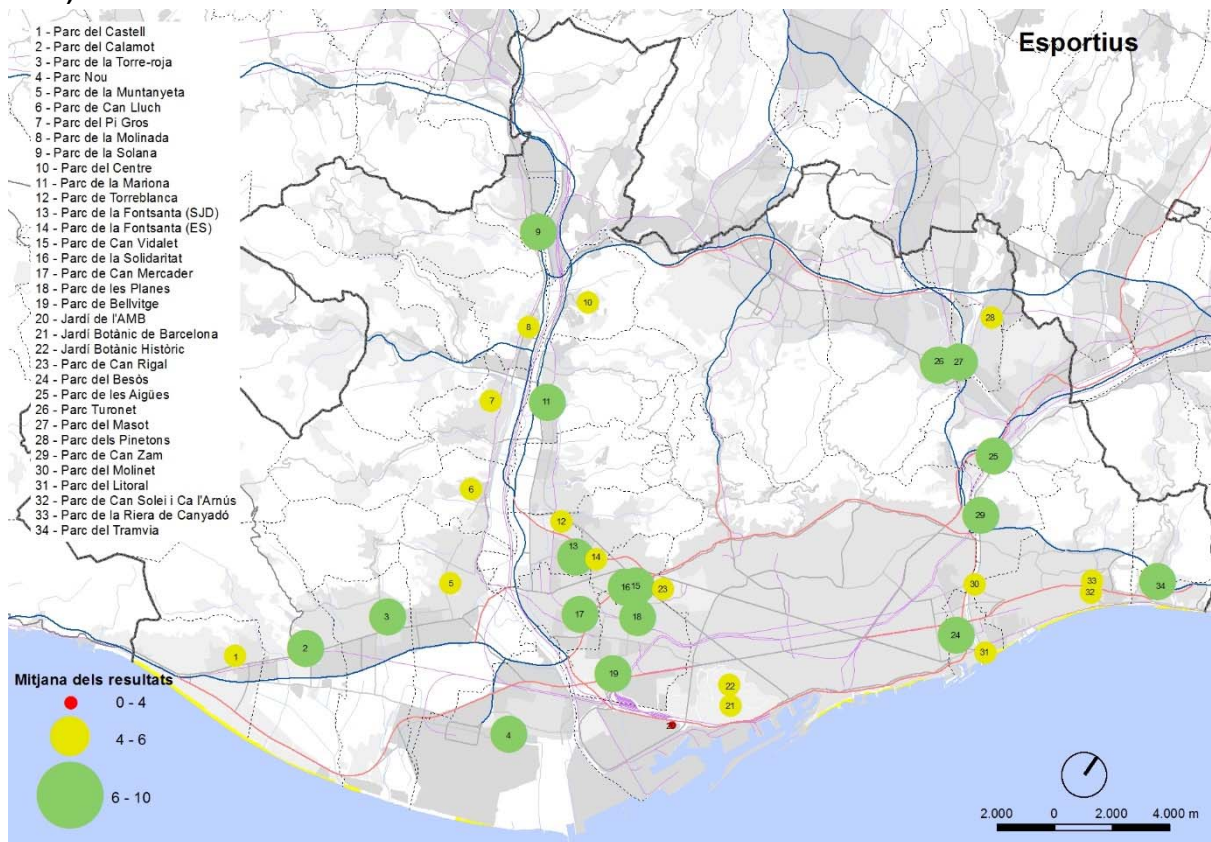 1 - Parc del Castell
2 - Parc del Calamot
3 - Parc de la Torre-roja
4 - Parc Nou
5 - Parc de la Muntanyeta
6 - Parc de Can Lluch
7 - Parc del Pi Gros
8 - Parc de la Molinada
9 - Parc de la Solana
10 - Parc del Centre
11 - Parc de la Mariona
12 - Parc de Torreblanca
13 - Parc de la Fontsanta (SJD)
14 - Parc de la Fontsanta (ES)
15 - Parc de Can Vidalet
16 - Parc de la Solidaritat
17 - Parc de Can Mercader
18 - Parc de les Planes
19 - Parc de Bellvitge
20 - Jardí de l'AMB
21 - Jardí Botànic de Barcelona
22 - Jardí Botànic Històric
23 - Parc de Can Rigal
24 - Parc del Besòs
25 - Parc de les Aigües
26 - Parc Turonet
27 - Parc del Masot
28 - Parc dels Pinetons
29 - Parc de Can Zam
30 - Parc del Molinet
31 - Parc del Litoral
32 - Parc de Can Solei i Ca l'Arnús
33 - Parc de la Riera de Canyadó
34 - Parc del Tramvia
Esportius
9
10
28
8
26 27
7
11
25
6
29
12
13
14
5
16 15
23
30
33
32
34
3
17
18
24
2
1
31
19
22
21
4
Mitjana dels resultats
0 - 4
4 - 6
6 - 10
2.000 0 2.000 4.000 m